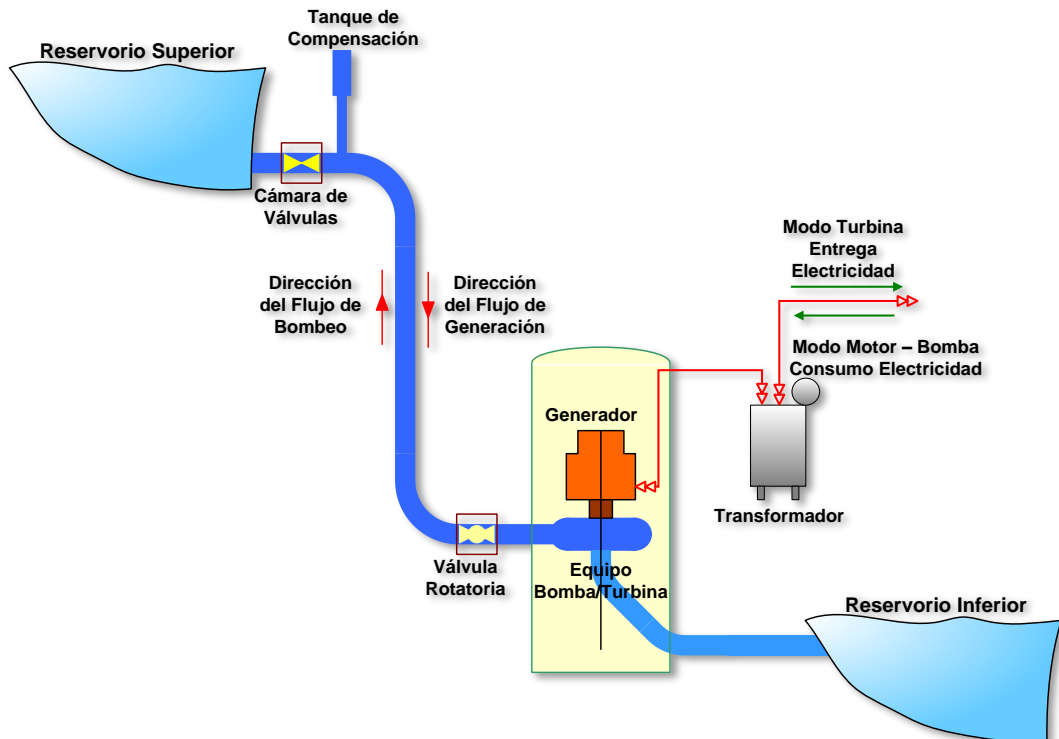 Tanque de
Compensación
Reservorio Superior
Cámara de
Válvulas
Modo Turbina
Entrega
Electricidad
Dirección
del Flujo de
Bombeo
Dirección
del Flujo de
Generación
Modo Motor – Bomba
Consumo Electricidad
Generador
Transformador
Válvula
Rotatoria
Equipo
Bomba/Turbina
Reservorio Inferior